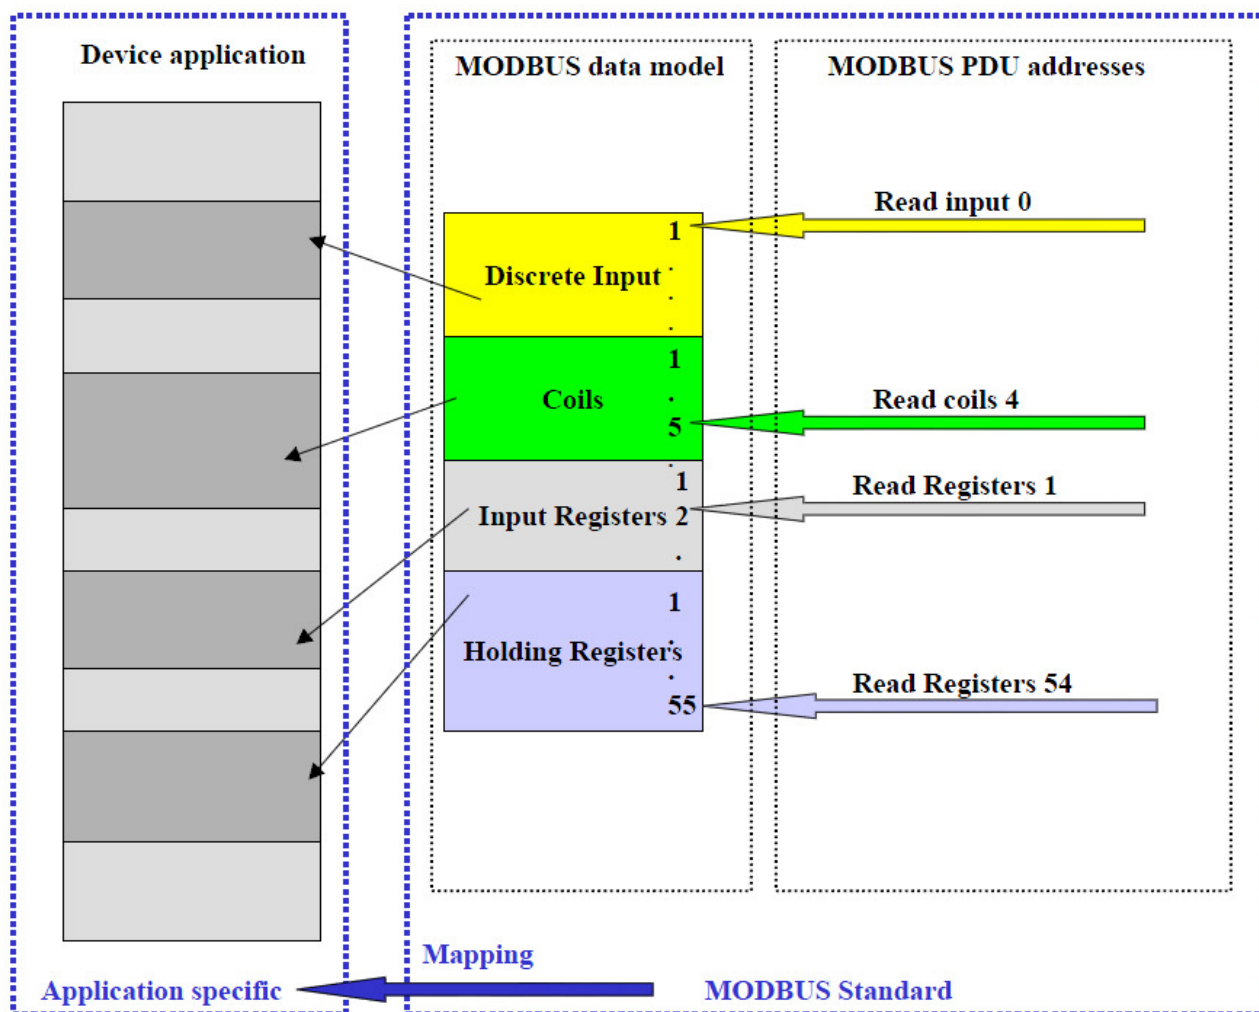 Device application
MODBUS data model
MODBUS PDU addresses
Read input 0
1
Discrete Input
.
.
.
1
Coils
.
5
Read coils 4
.
1
Input Registers 2
.
Read Registers 1
1
.
Holding Registers
.
55
Read Registers 54
Mapping
Application specific
MODBUS Standard